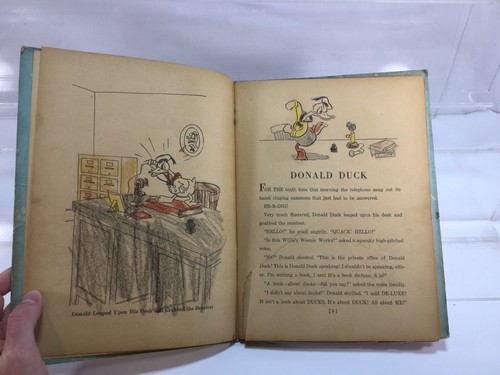 Donald Leaped Upon His Desk and Grabbed the Receiver
DONALD DUCK
FOR THE tenth time that morning the telephone sang out its
harsh ringing summons that just had to be answered.
BR-R-ING!
Very much flustered, Donald Duck leaped upon his desk and
grabbed the receiver.
"HELLO!" he yelled angrily. "QUACK! HELLO!"
"Is this Wilk's Weenie Works?" asked a squeaky high-pitched
voice.
"No!" Donald shouted. "This is the private office of Donald
Duck! This is Donald Duck speaking! I shouldn't be speaking, eith-
er. I'm writing a book, I am! It's a book de-luxe, it is!"
"A book—about ducks—did you say?" asked the voice timidly.
"I didn't say about ducks!" Donald shrilled. "I said DE-LUXE!
It isn't a book about DUCKS. It's about DUCK! All about ME!"